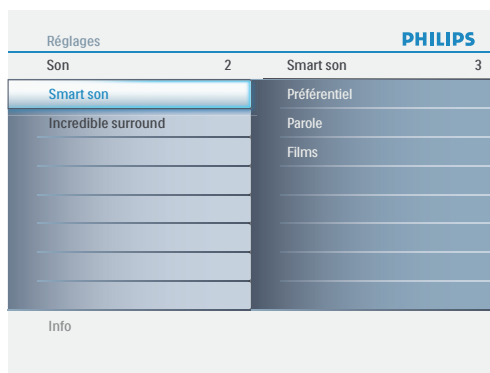 Réglages PHILIPS
Son 2 Smart son 3
Smart son Préférentiel
Incredible surround Parole
Films
Info